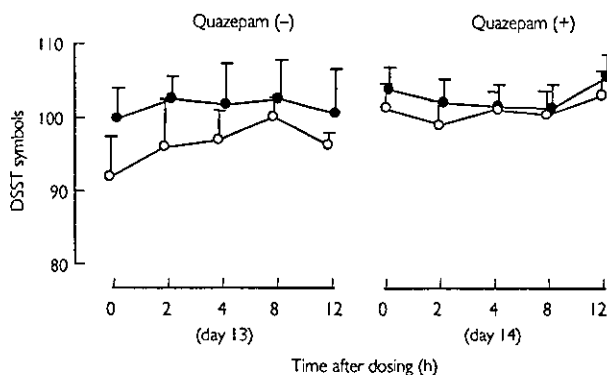 Quazepam (–) Quazepam (+)
110
100
90
80
DSST symbols
0 2 4 8 12 0 2 4 8 12
(day 13) (day 14)
Time after dosing (h)